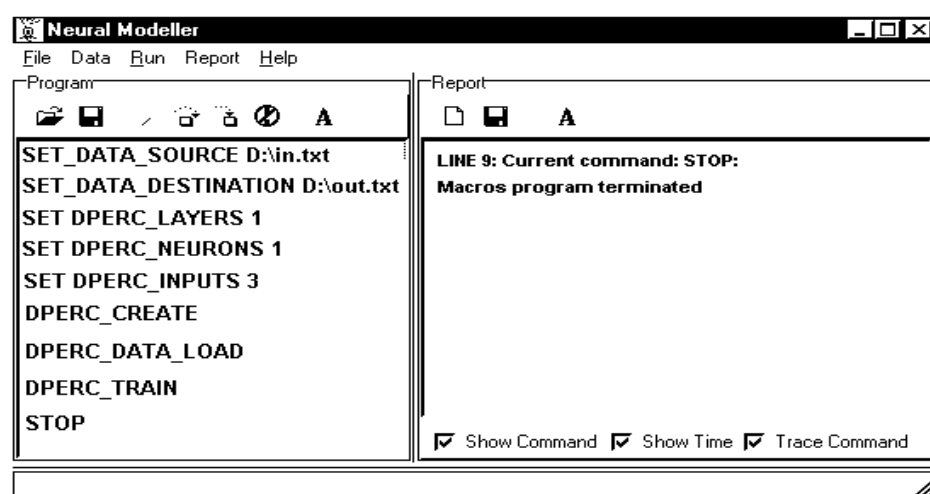 Neural Modeller
File Data Run Report Help
Program
A
SET_DATA_SOURCE D:\in.txt
SET_DATA_DESTINATION D:\out.txt
SET DPERC_LAYERS 1
SET DPERC_NEURONS 1
SET DPERC_INPUTS 3
DPERC_CREATE
DPERC_DATA_LOAD
DPERC_TRAIN
STOP
Report
A
LINE 9: Current command: STOP:
Macros program terminated
Show Command Show Time Trace Command